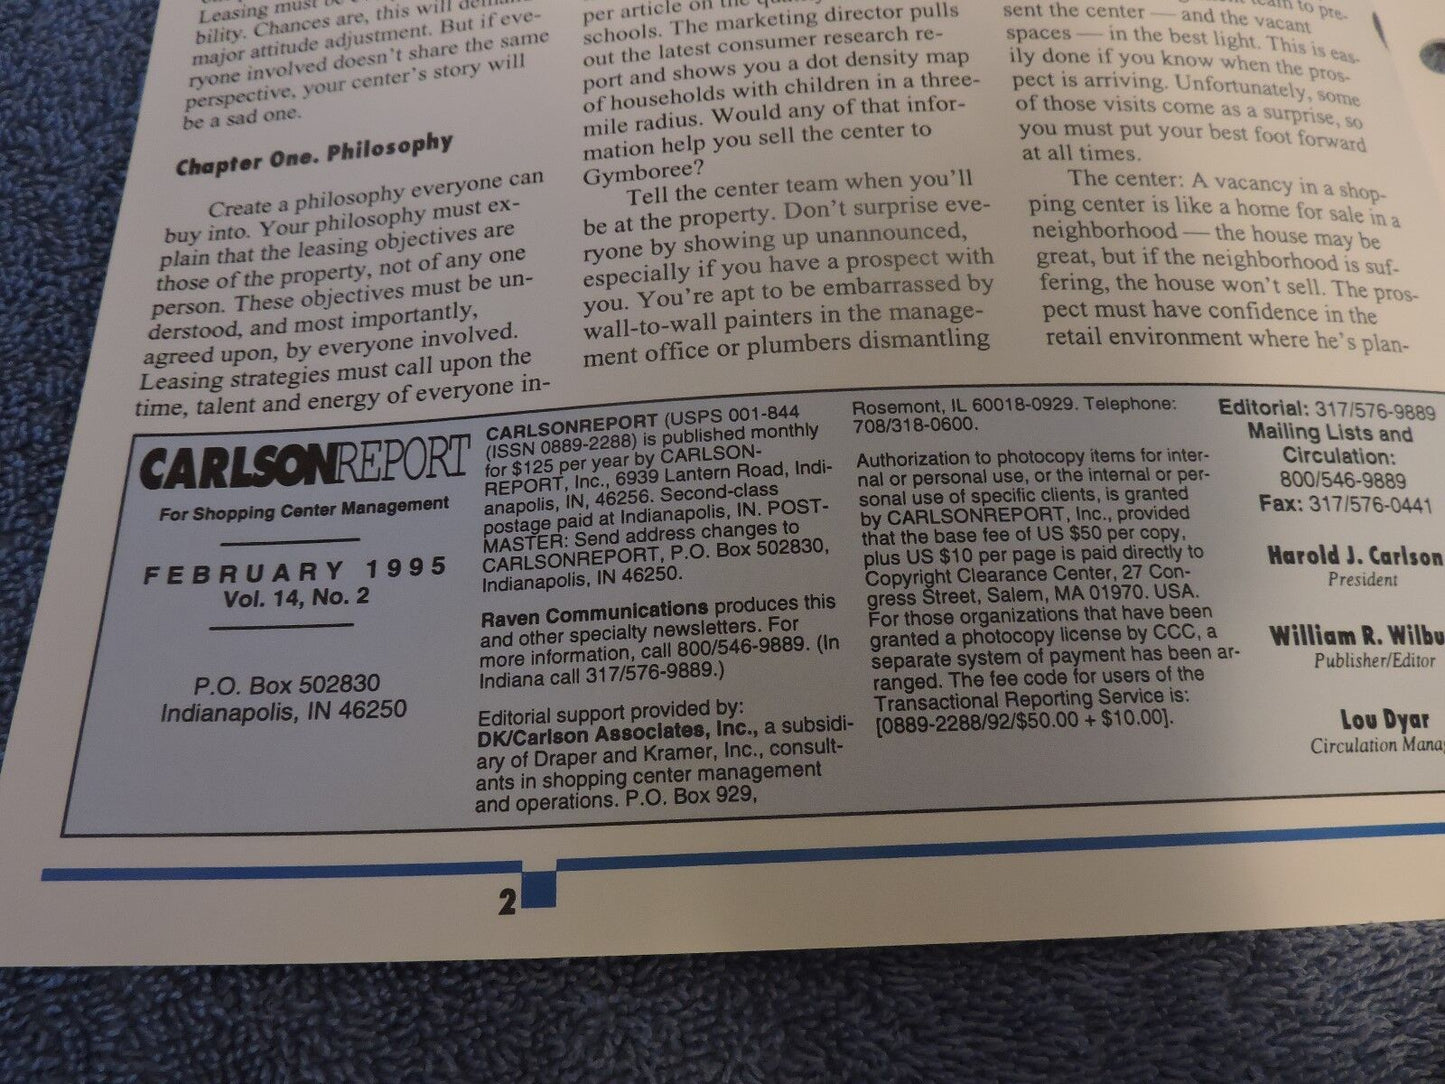 Leasing must be
bility. Chances are, this will demand
major attitude adjustment. But if eve-
ryone involved doesn't share the same
perspective, your center's story will
be a sad one.
Chapter One. Philosophy
Create a philosophy everyone can
buy into. Your philosophy must ex-
plain that the leasing objectives are
those of the property, not of any one
person. These objectives must be un-
derstood, and most importantly,
agreed upon, by everyone involved.
Leasing strategies must call upon the
time, talent and energy of everyone in-
per article on the
schools. The marketing director pulls
out the latest consumer research re-
port and shows you a dot density map
of households with children in a three-
mile radius. Would any of that infor-
mation help you sell the center to
Gymboree?
Tell the center team when you'll
be at the property. Don't surprise eve-
ryone by showing up unannounced,
especially if you have a prospect with
you. You're apt to be embarrassed by
wall-to-wall painters in the manage-
ment office or plumbers dismantling
team to pre-
sent the center — and the vacant
spaces — in the best light. This is eas-
ily done if you know when the pros-
pect is arriving. Unfortunately, some
of those visits come as a surprise, so
you must put your best foot forward
at all times.
The center: A vacancy in a shop-
ping center is like a home for sale in a
neighborhood — the house may be
great, but if the neighborhood is suf-
fering, the house won't sell. The pros-
pect must have confidence in the
retail environment where he's plan-
CARLSONREPORT
For Shopping Center Management
FEBRUARY 1995
Vol. 14, No. 2
P.O. Box 502830
Indianapolis, IN 46250
CARLSONREPORT (USPS 001-844
(ISSN 0889-2288) is published monthly
for $125 per year by CARLSON-
REPORT, Inc., 6939 Lantern Road, Indi-
anapolis, IN, 46256. Second-class
postage paid at Indianapolis, IN. POST-
MASTER: Send address changes to
CARLSONREPORT, P.O. Box 502830,
Indianapolis, IN 46250.
Raven Communications produces this
and other specialty newsletters. For
more information, call 800/546-9889. (In
Indiana call 317/576-9889.)
Editorial support provided by:
DK/Carlson Associates, Inc., a subsidi-
ary of Draper and Kramer, Inc., consult-
ants in shopping center management
and operations. P.O. Box 929,
Rosemont, IL 60018-0929. Telephone:
708/318-0600.
Authorization to photocopy items for inter-
nal or personal use, or the internal or per-
sonal use of specific clients, is granted
by CARLSONREPORT, Inc., provided
that the base fee of US $50 per copy,
plus US $10 per page is paid directly to
Copyright Clearance Center, 27 Con-
gress Street, Salem, MA 01970. USA.
For those organizations that have been
granted a photocopy license by CCC, a
separate system of payment has been ar-
ranged. The fee code for users of the
Transactional Reporting Service is:
[0889-2288/92/$50.00 + $10.00].
Editorial: 317/576-9889
Mailing Lists and
Circulation:
800/546-9889
Fax: 317/576-0441
Harold J. Carlson
President
William R. Wilbu
Publisher/Editor
Lou Dyar
Circulation Mana
2